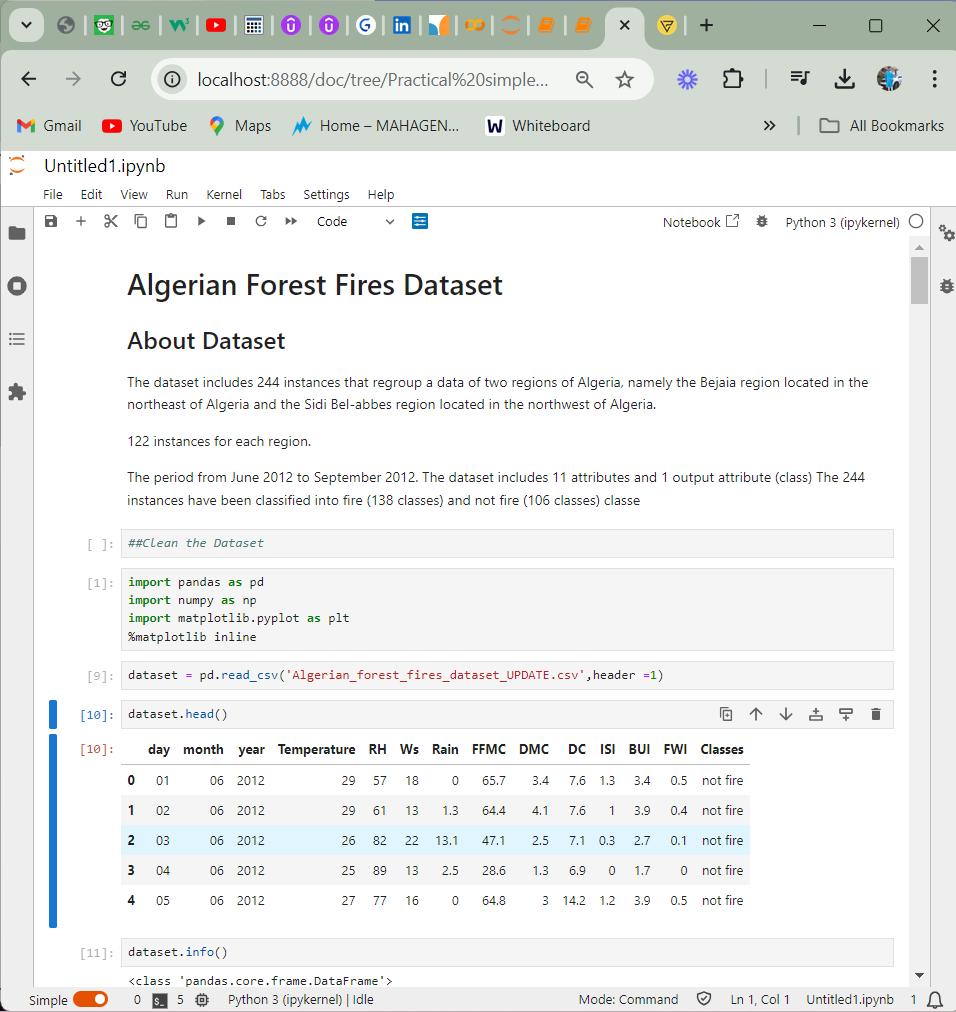 localhost:8888/doc/tree/Practical%20simple...
Gmail YouTube Maps Home – MAHAGEN... W Whiteboard » All Bookmarks
Untitled1.ipynb
File Edit View Run Kernel Tabs Settings Help
Code Notebook Python 3 (ipykernel)
Algerian Forest Fires Dataset
About Dataset
The dataset includes 244 instances that regroup a data of two regions of Algeria, namely the Bejaia region located in the
northeast of Algeria and the Sidi Bel-abbes region located in the northwest of Algeria.
122 instances for each region.
The period from June 2012 to September 2012. The dataset includes 11 attributes and 1 output attribute (class) The 244
instances have been classified into fire (138 classes) and not fire (106 classes) classe
[ ]: ##Clean the Dataset
[1]: import pandas as pd
import numpy as np
import matplotlib.pyplot as plt
%matplotlib inline
[9]: dataset = pd.read_csv('Algerian_forest_fires_dataset_UPDATE.csv',header =1)
[10]: dataset.head()
[10]: day month year Temperature RH Ws Rain FFMC DMC DC ISI BUI FWI Classes
0 01 06 2012 29 57 18 0 65.7 3.4 7.6 1.3 3.4 0.5 not fire
1 02 06 2012 29 61 13 1.3 64.4 4.1 7.6 1 3.9 0.4 not fire
2 03 06 2012 26 82 22 13.1 47.1 2.5 7.1 0.3 2.7 0.1 not fire
3 04 06 2012 25 89 13 2.5 28.6 1.3 6.9 0 1.7 0 not fire
4 05 06 2012 27 77 16 0 64.8 3 14.2 1.2 3.9 0.5 not fire
[11]: dataset.info()
<class 'pandas.core.frame.DataFrame'>
Simple 0 5 Python 3 (ipykernel) | Idle Mode: Command Ln 1, Col 1 Untitled1.ipynb 1